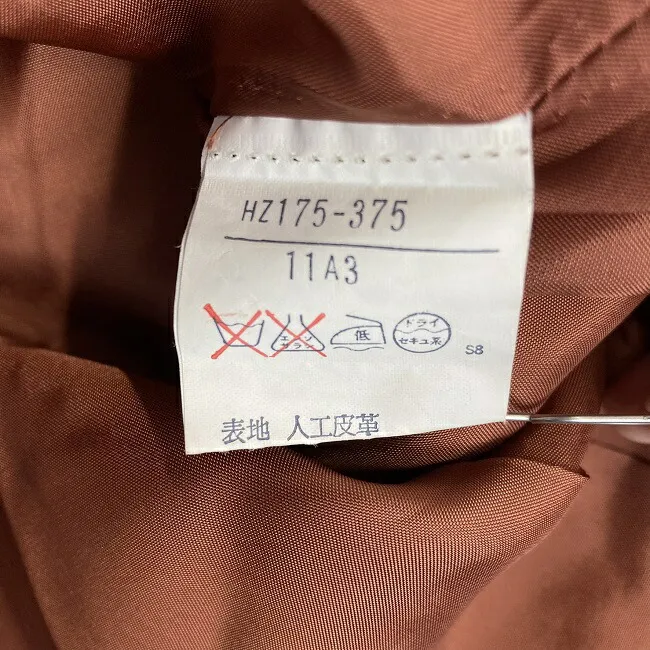 HZ175-375
11A3
エンソ
サラシ
低
ドライ
セキユ系
S8
表地 人工皮革